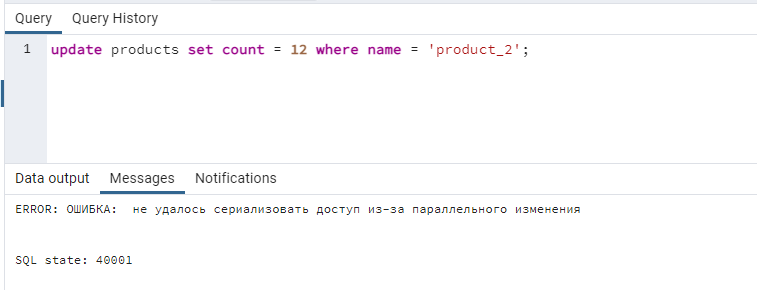 Query Query History
1 update products set count = 12 where name = 'product_2';
Data output Messages Notifications
ERROR: ОШИБКА:  не удалось сериализовать доступ из-за параллельного изменения
SQL state: 40001